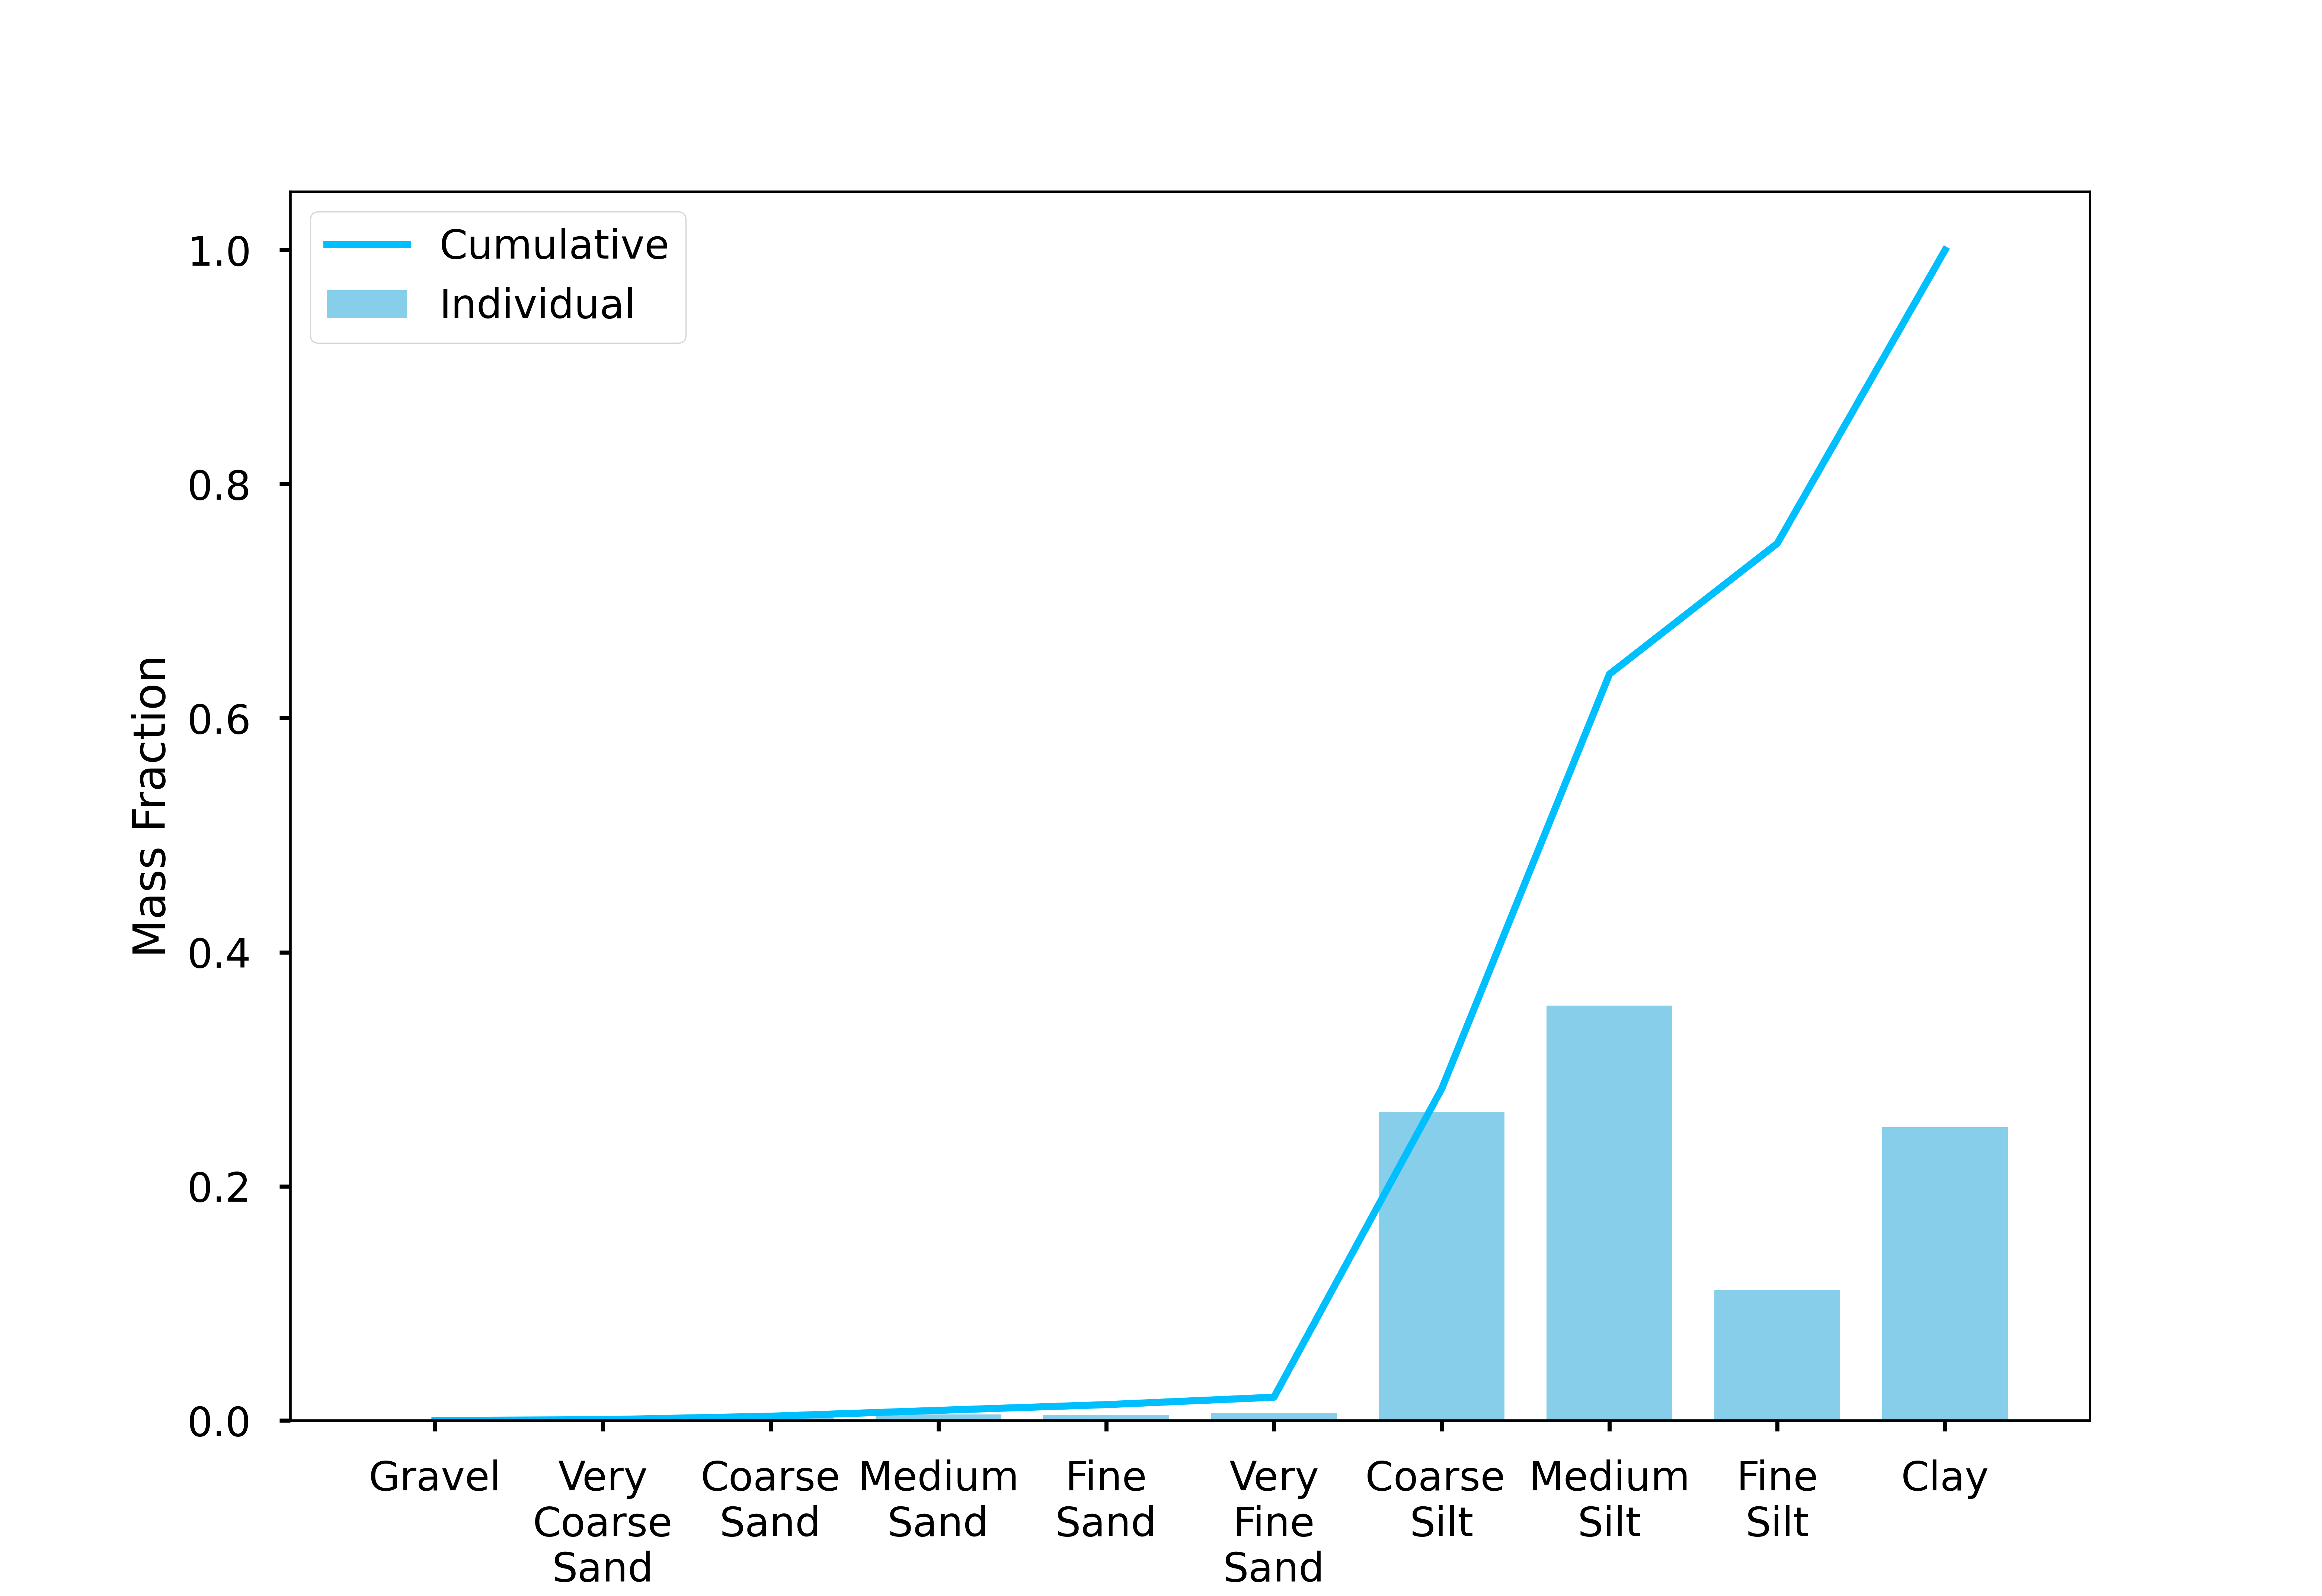 Cumulative
Individual
1.0
0.8
0.6
0.4
0.2
0.0
Mass Fraction
Gravel
Very
Coarse
Sand
Coarse
Sand
Medium
Sand
Fine
Sand
Very
Fine
Sand
Coarse
Silt
Medium
Silt
Fine
Silt
Clay